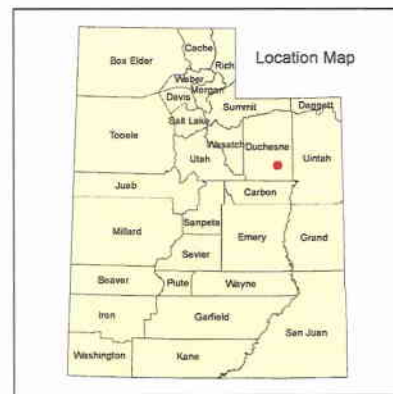 Location Map
Cache
Box Elder
Rich
Weber
Morgan
Davis
Summit
Daggett
Salt Lake
Tooele
Wasatch
Duchesne
Utah
Uintah
Juab
Carbon
Sanpete
Millard
Emery
Grand
Sevier
Beaver
Piute
Wayne
Iron
Garfield
San Juan
Washington
Kane